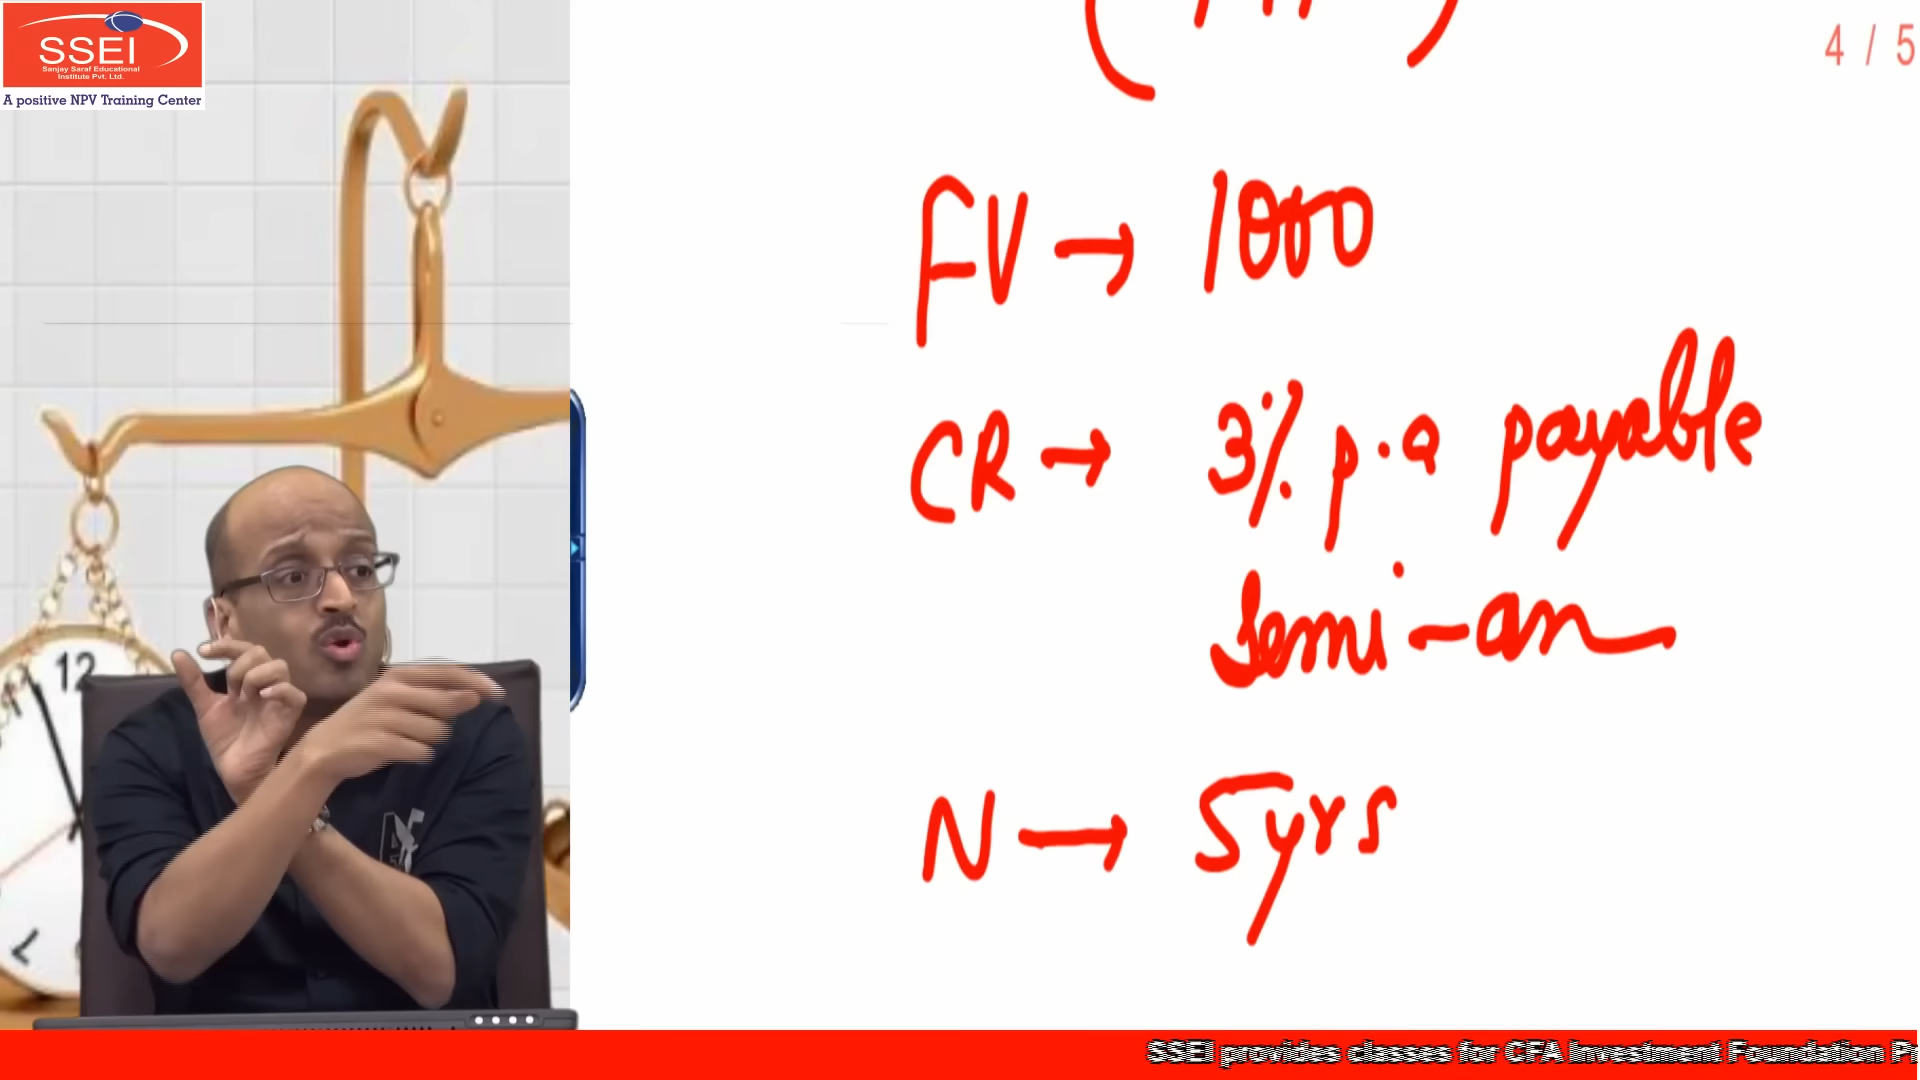 SSEI
Sanjay Saraf Educational
Institute Pvt. Ltd.
A positive NPV Training Center
4 / 5
FV → 1000
CR → 3% p.a payable
Semi-an
N → 5yrs
12
SSEI provides classes for CFA Investment Foundation P